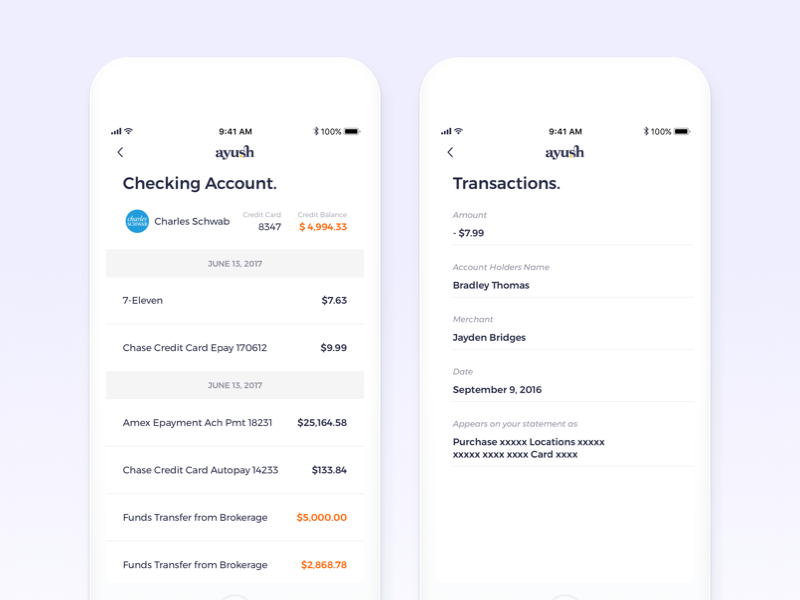 9:41 AM
100%
ayush
Checking Account.
charles
SCHWAB
Charles Schwab
Credit Card
8347
Credit Balance
$ 4,994.33
JUNE 13, 2017
7-Eleven $7.63
Chase Credit Card Epay 170612 $9.99
JUNE 13, 2017
Amex Epayment Ach Pmt 18231 $25,164.58
Chase Credit Card Autopay 14233 $133.84
Funds Transfer from Brokerage $5,000.00
Funds Transfer from Brokerage $2,868.78
9:41 AM
100%
ayush
Transactions.
Amount
- $7.99
Account Holders Name
Bradley Thomas
Merchant
Jayden Bridges
Date
September 9, 2016
Appears on your statement as
Purchase xxxxx Locations xxxxx
xxxxx xxxx xxxx Card xxxx